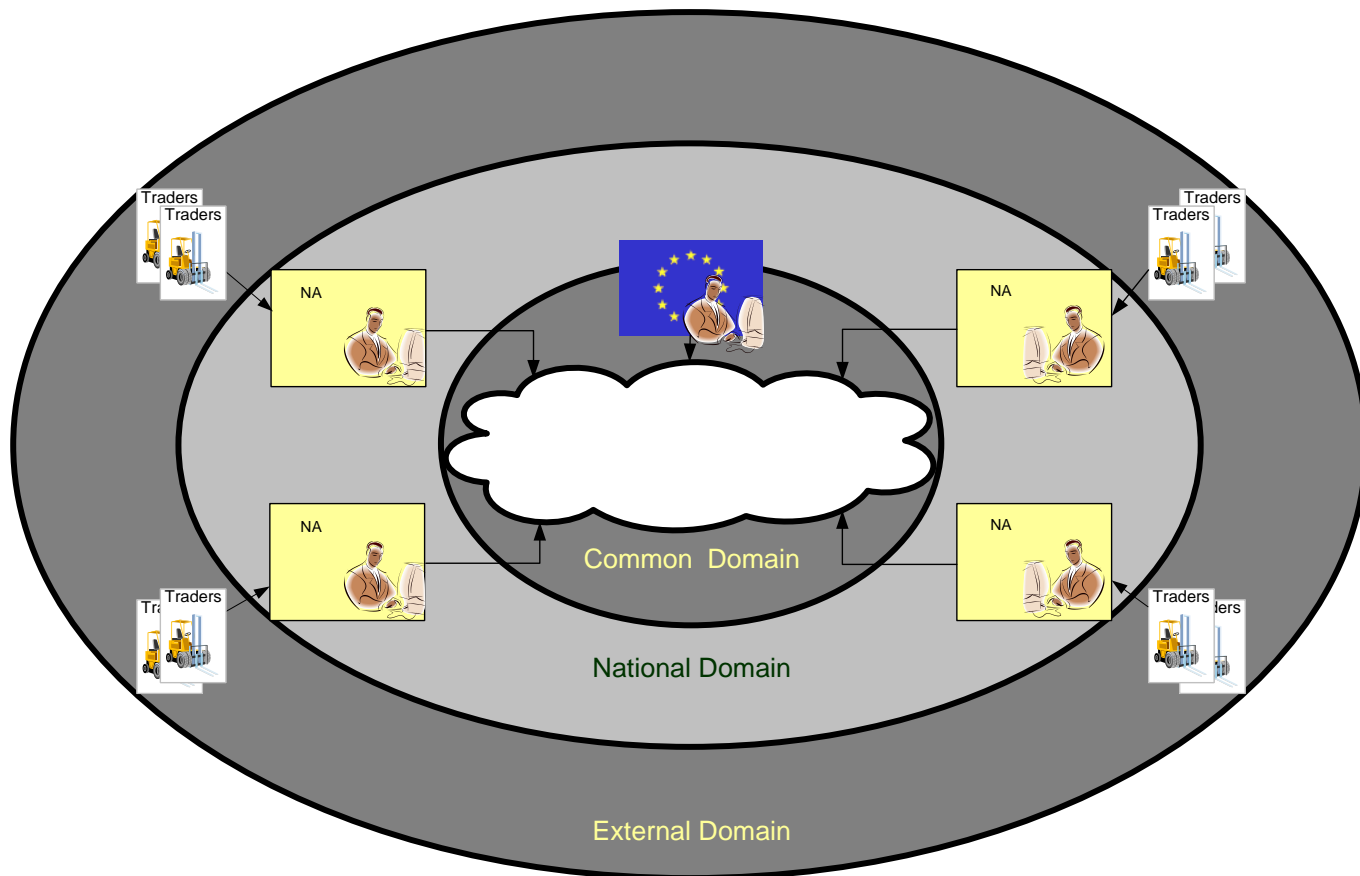 Traders
Traders
Traders
Traders
NA
NA
NA
NA
Common Domain
Traders
Traders
National Domain
External Domain